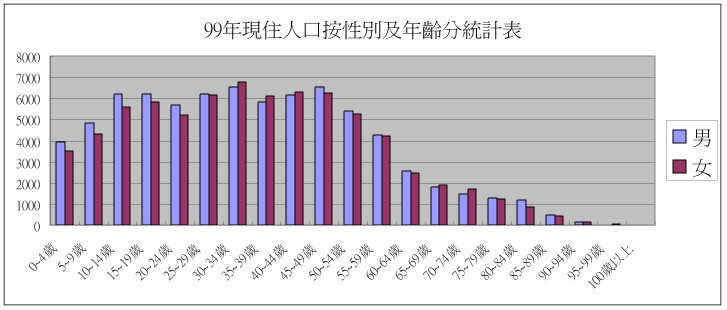 99年現住人口按性別及年齡分統計表
8000
7000
6000
5000
4000
3000
2000
1000
0
男
女
0~4歲
5~9歲
10~14歲
15~19歲
20~24歲
25~29歲
30~34歲
35~39歲
40~44歲
45~49歲
50~54歲
55~59歲
60~64歲
65~69歲
70~74歲
75~79歲
80~84歲
85~89歲
90~94歲
95~99歲
100歲以上